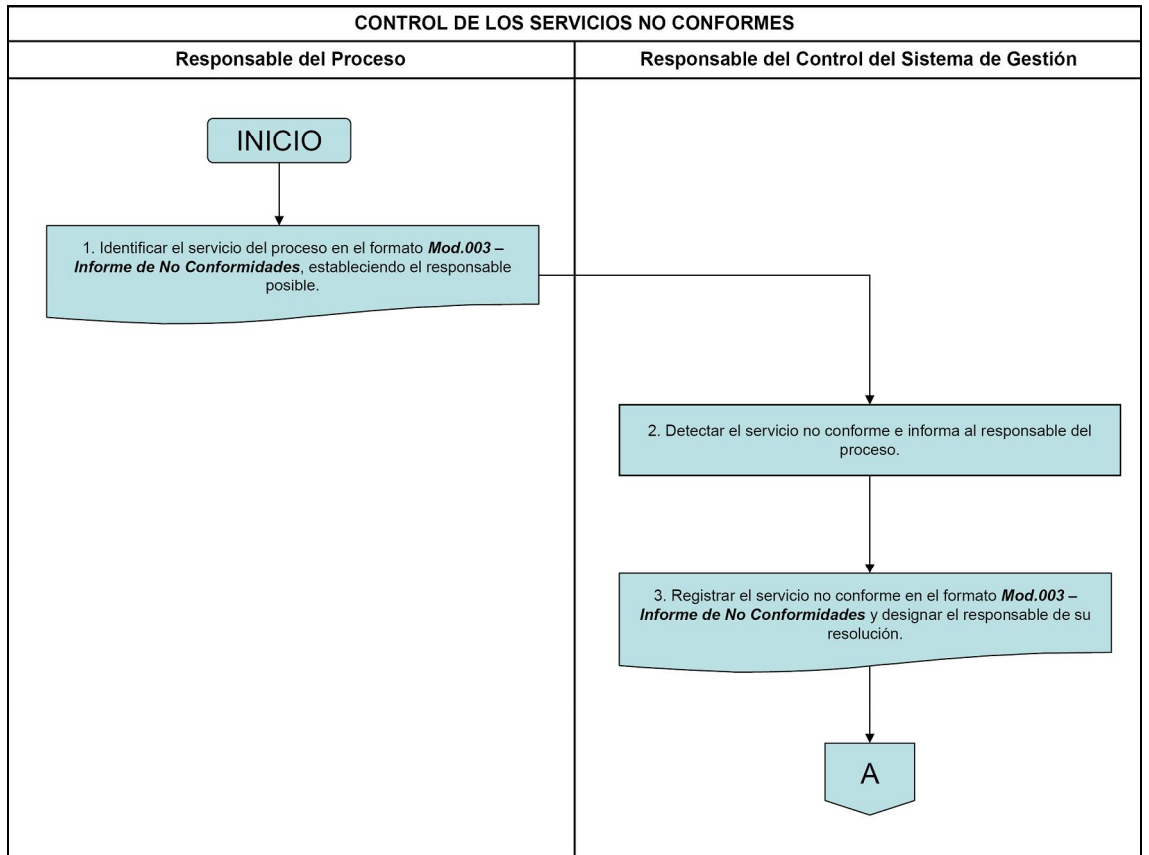 CONTROL DE LOS SERVICIOS NO CONFORMES
Responsable del Proceso
Responsable del Control del Sistema de Gestión
INICIO
1. Identificar el servicio del proceso en el formato Mod.003 –
Informe de No Conformidades, estableciendo el responsable
posible.
2. Detectar el servicio no conforme e informa al responsable del
proceso.
3. Registrar el servicio no conforme en el formato Mod.003 –
Informe de No Conformidades y designar el responsable de su
resolución.
A